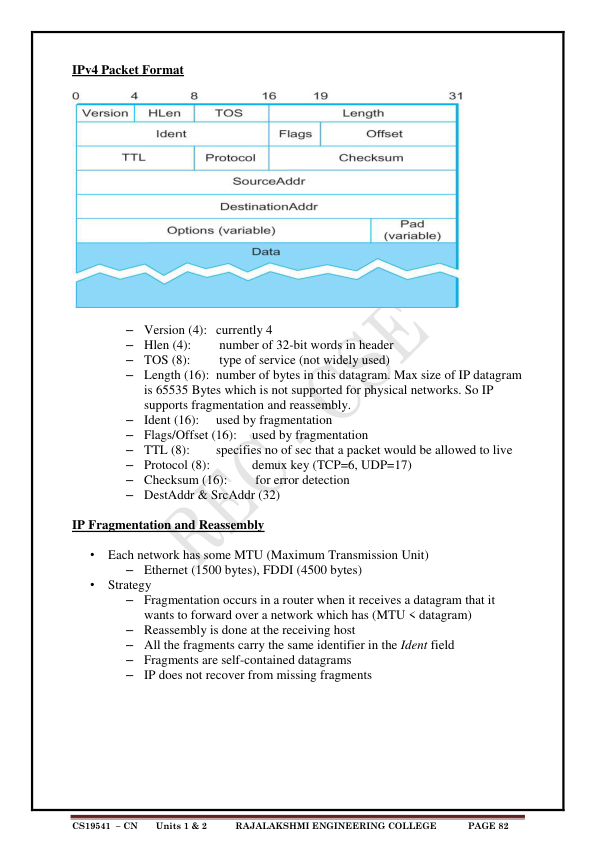 IPv4 Packet Format
0 4 8 16 19 31
Version HLen TOS Length
Ident Flags Offset
TTL Protocol Checksum
SourceAddr
DestinationAddr
Options (variable) Pad
(variable)
Data
– Version (4): currently 4
– Hlen (4): number of 32-bit words in header
– TOS (8): type of service (not widely used)
– Length (16): number of bytes in this datagram. Max size of IP datagram
is 65535 Bytes which is not supported for physical networks. So IP
supports fragmentation and reassembly.
– Ident (16): used by fragmentation
– Flags/Offset (16): used by fragmentation
– TTL (8): specifies no of sec that a packet would be allowed to live
– Protocol (8): demux key (TCP=6, UDP=17)
– Checksum (16): for error detection
– DestAddr & SrcAddr (32)
REC - CSE
IP Fragmentation and Reassembly
• Each network has some MTU (Maximum Transmission Unit)
– Ethernet (1500 bytes), FDDI (4500 bytes)
• Strategy
– Fragmentation occurs in a router when it receives a datagram that it
wants to forward over a network which has (MTU < datagram)
– Reassembly is done at the receiving host
– All the fragments carry the same identifier in the Ident field
– Fragments are self-contained datagrams
– IP does not recover from missing fragments
CS19541 – CN Units 1 & 2 RAJALAKSHMI ENGINEERING COLLEGE PAGE 82